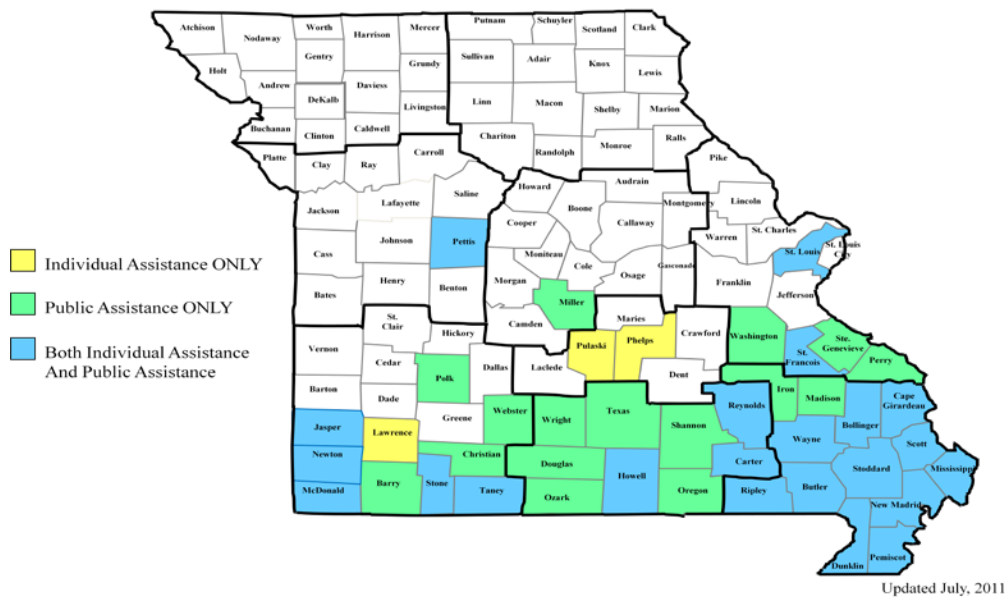 Atchison
Nodaway
Worth
Harrison
Mercer
Putnam
Schuyler
Scotland
Clark
Gentry
Sullivan
Adair
Knox
Holt
Grundy
Lewis
Andrew
DeKalb
Daviess
Livingston
Linn
Macon
Shelby
Marion
Buchanan
Clinton
Caldwell
Chariton
Randolph
Monroe
Ralls
Platte
Clay
Ray
Carroll
Pike
Saline
Howard
Audrain
Jackson
Lafayette
Boone
Callaway
Montgomery
Lincoln
Cooper
Johnson
Pettis
Moniteau
Warren
St. Charles
St. Louis
St. Louis
City
Cass
Cole
Osage
Gasconade
Individual Assistance ONLY
Henry
Benton
Morgan
Franklin
Bates
Miller
Jefferson
Public Assistance ONLY
St.
Clair
Hickory
Camden
Maries
Crawford
Washington
Ste.
Genevieve
Both Individual Assistance
And Public Assistance
Vernon
Cedar
Dallas
Laclede
Pulaski
Phelps
Dent
St.
Francois
Perry
Barton
Polk
Dade
Iron
Madison
Cape
Girardeau
Greene
Webster
Wright
Texas
Reynolds
Jasper
Lawrence
Shannon
Bollinger
Wayne
Scott
Newton
Christian
Douglas
Howell
Carter
Stoddard
Mississippi
McDonald
Barry
Stone
Taney
Ozark
Oregon
Ripley
Butler
New Madrid
Dunklin
Pemiscot
Updated July, 2011